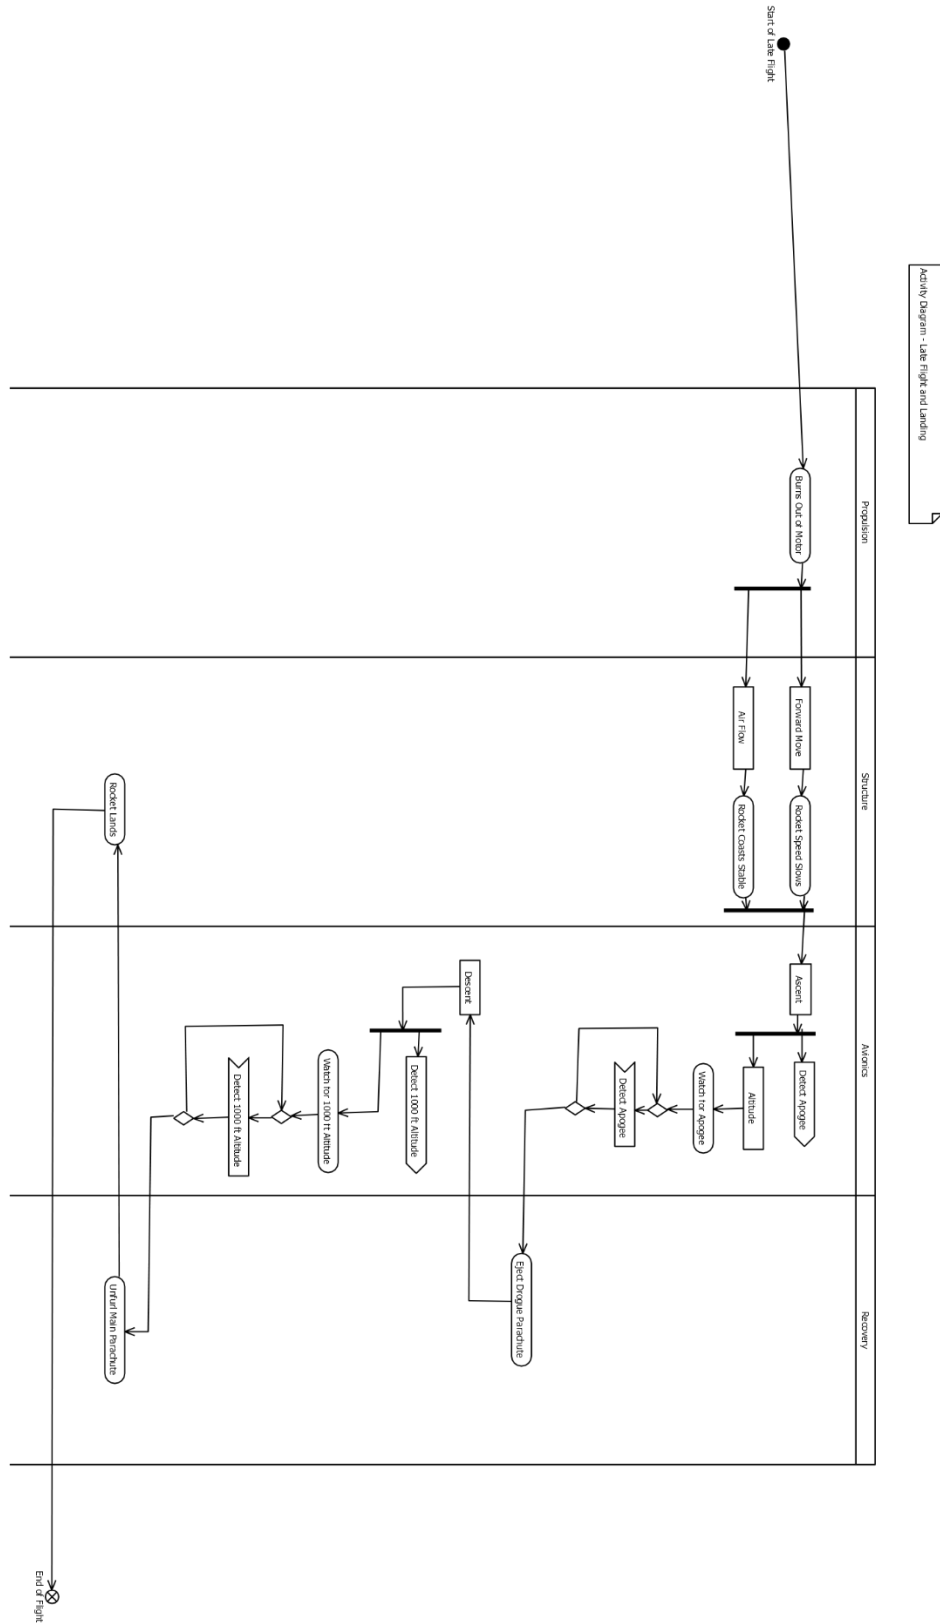 Activity Diagram - Late Flight and Landing
Start of Late Flight
Propulsion
Structure
Avionics
Recovery
Burns Out of Motor
Forward Move
Rocket Speed Slows
Air Flow
Rocket Coasts Stable
Ascent
Detect Apogee
Altitude
Watch for Apogee
Detect Apogee
Eject Drogue Parachute
Descent
Detect 1000 ft Altitude
Watch for 1000 ft Altitude
Detect 1000 ft Altitude
Unfurl Main Parachute
Rocket Lands
End of Flight